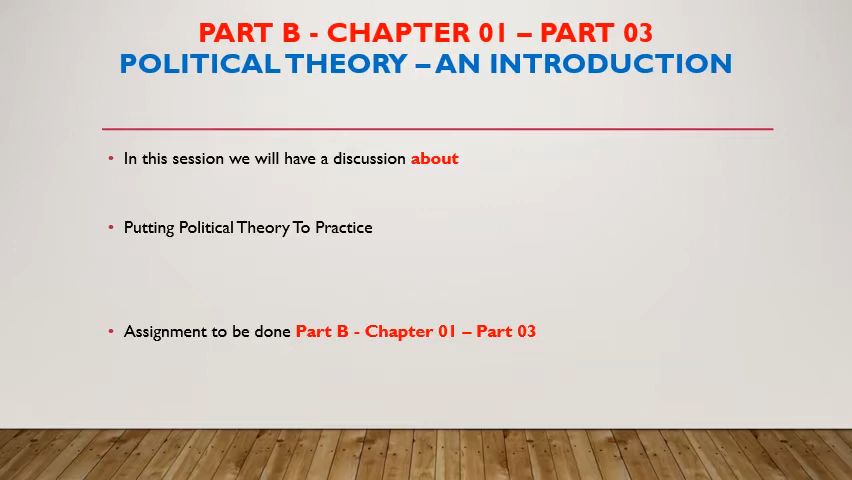 PART B - CHAPTER 01 – PART 03
POLITICAL THEORY – AN INTRODUCTION
• In this session we will have a discussion about
• Putting Political Theory To Practice
• Assignment to be done Part B - Chapter 01 – Part 03